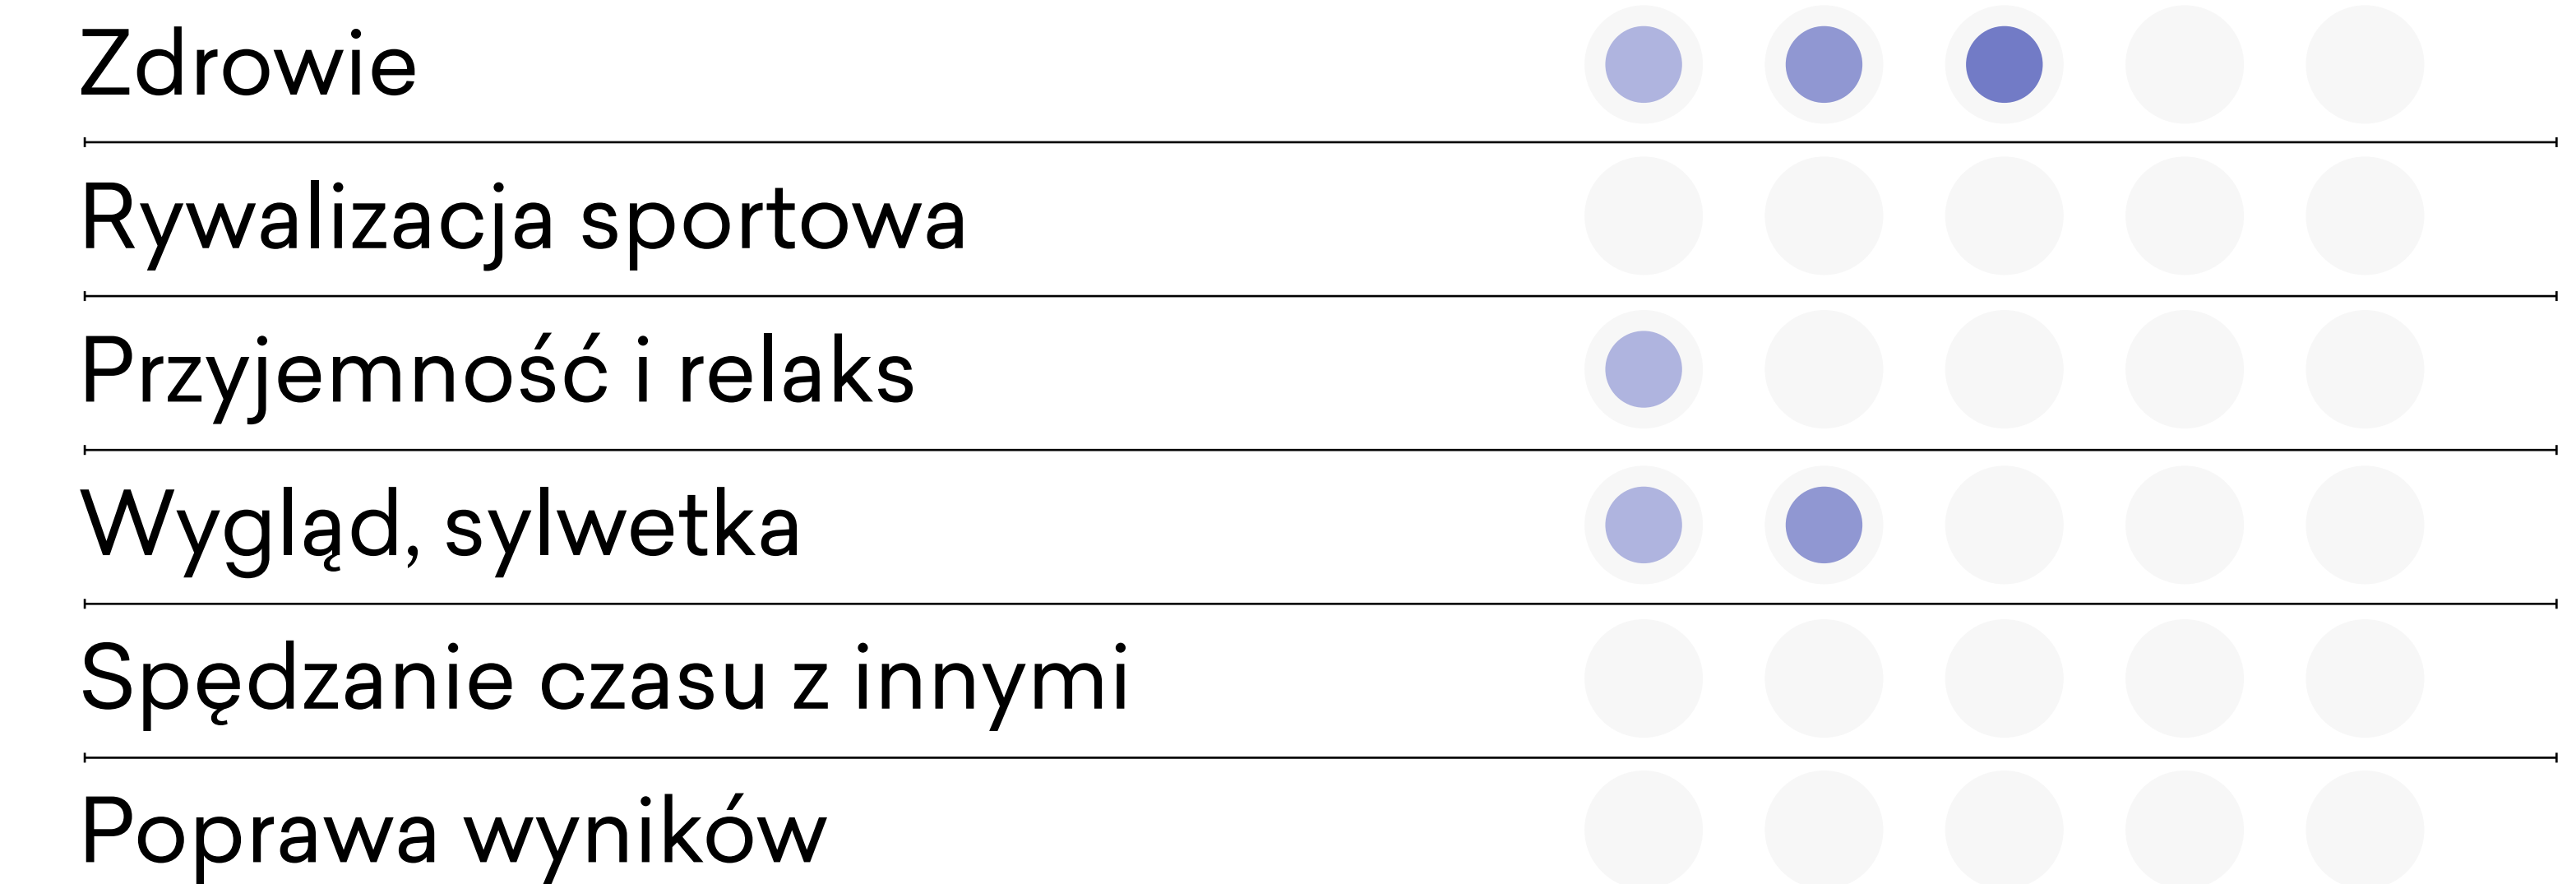 Zdrowie
Rywalizacja sportowa
Przyjemność i relaks
Wygląd, sylwetka
Spędzanie czasu z innymi
Poprawa wyników